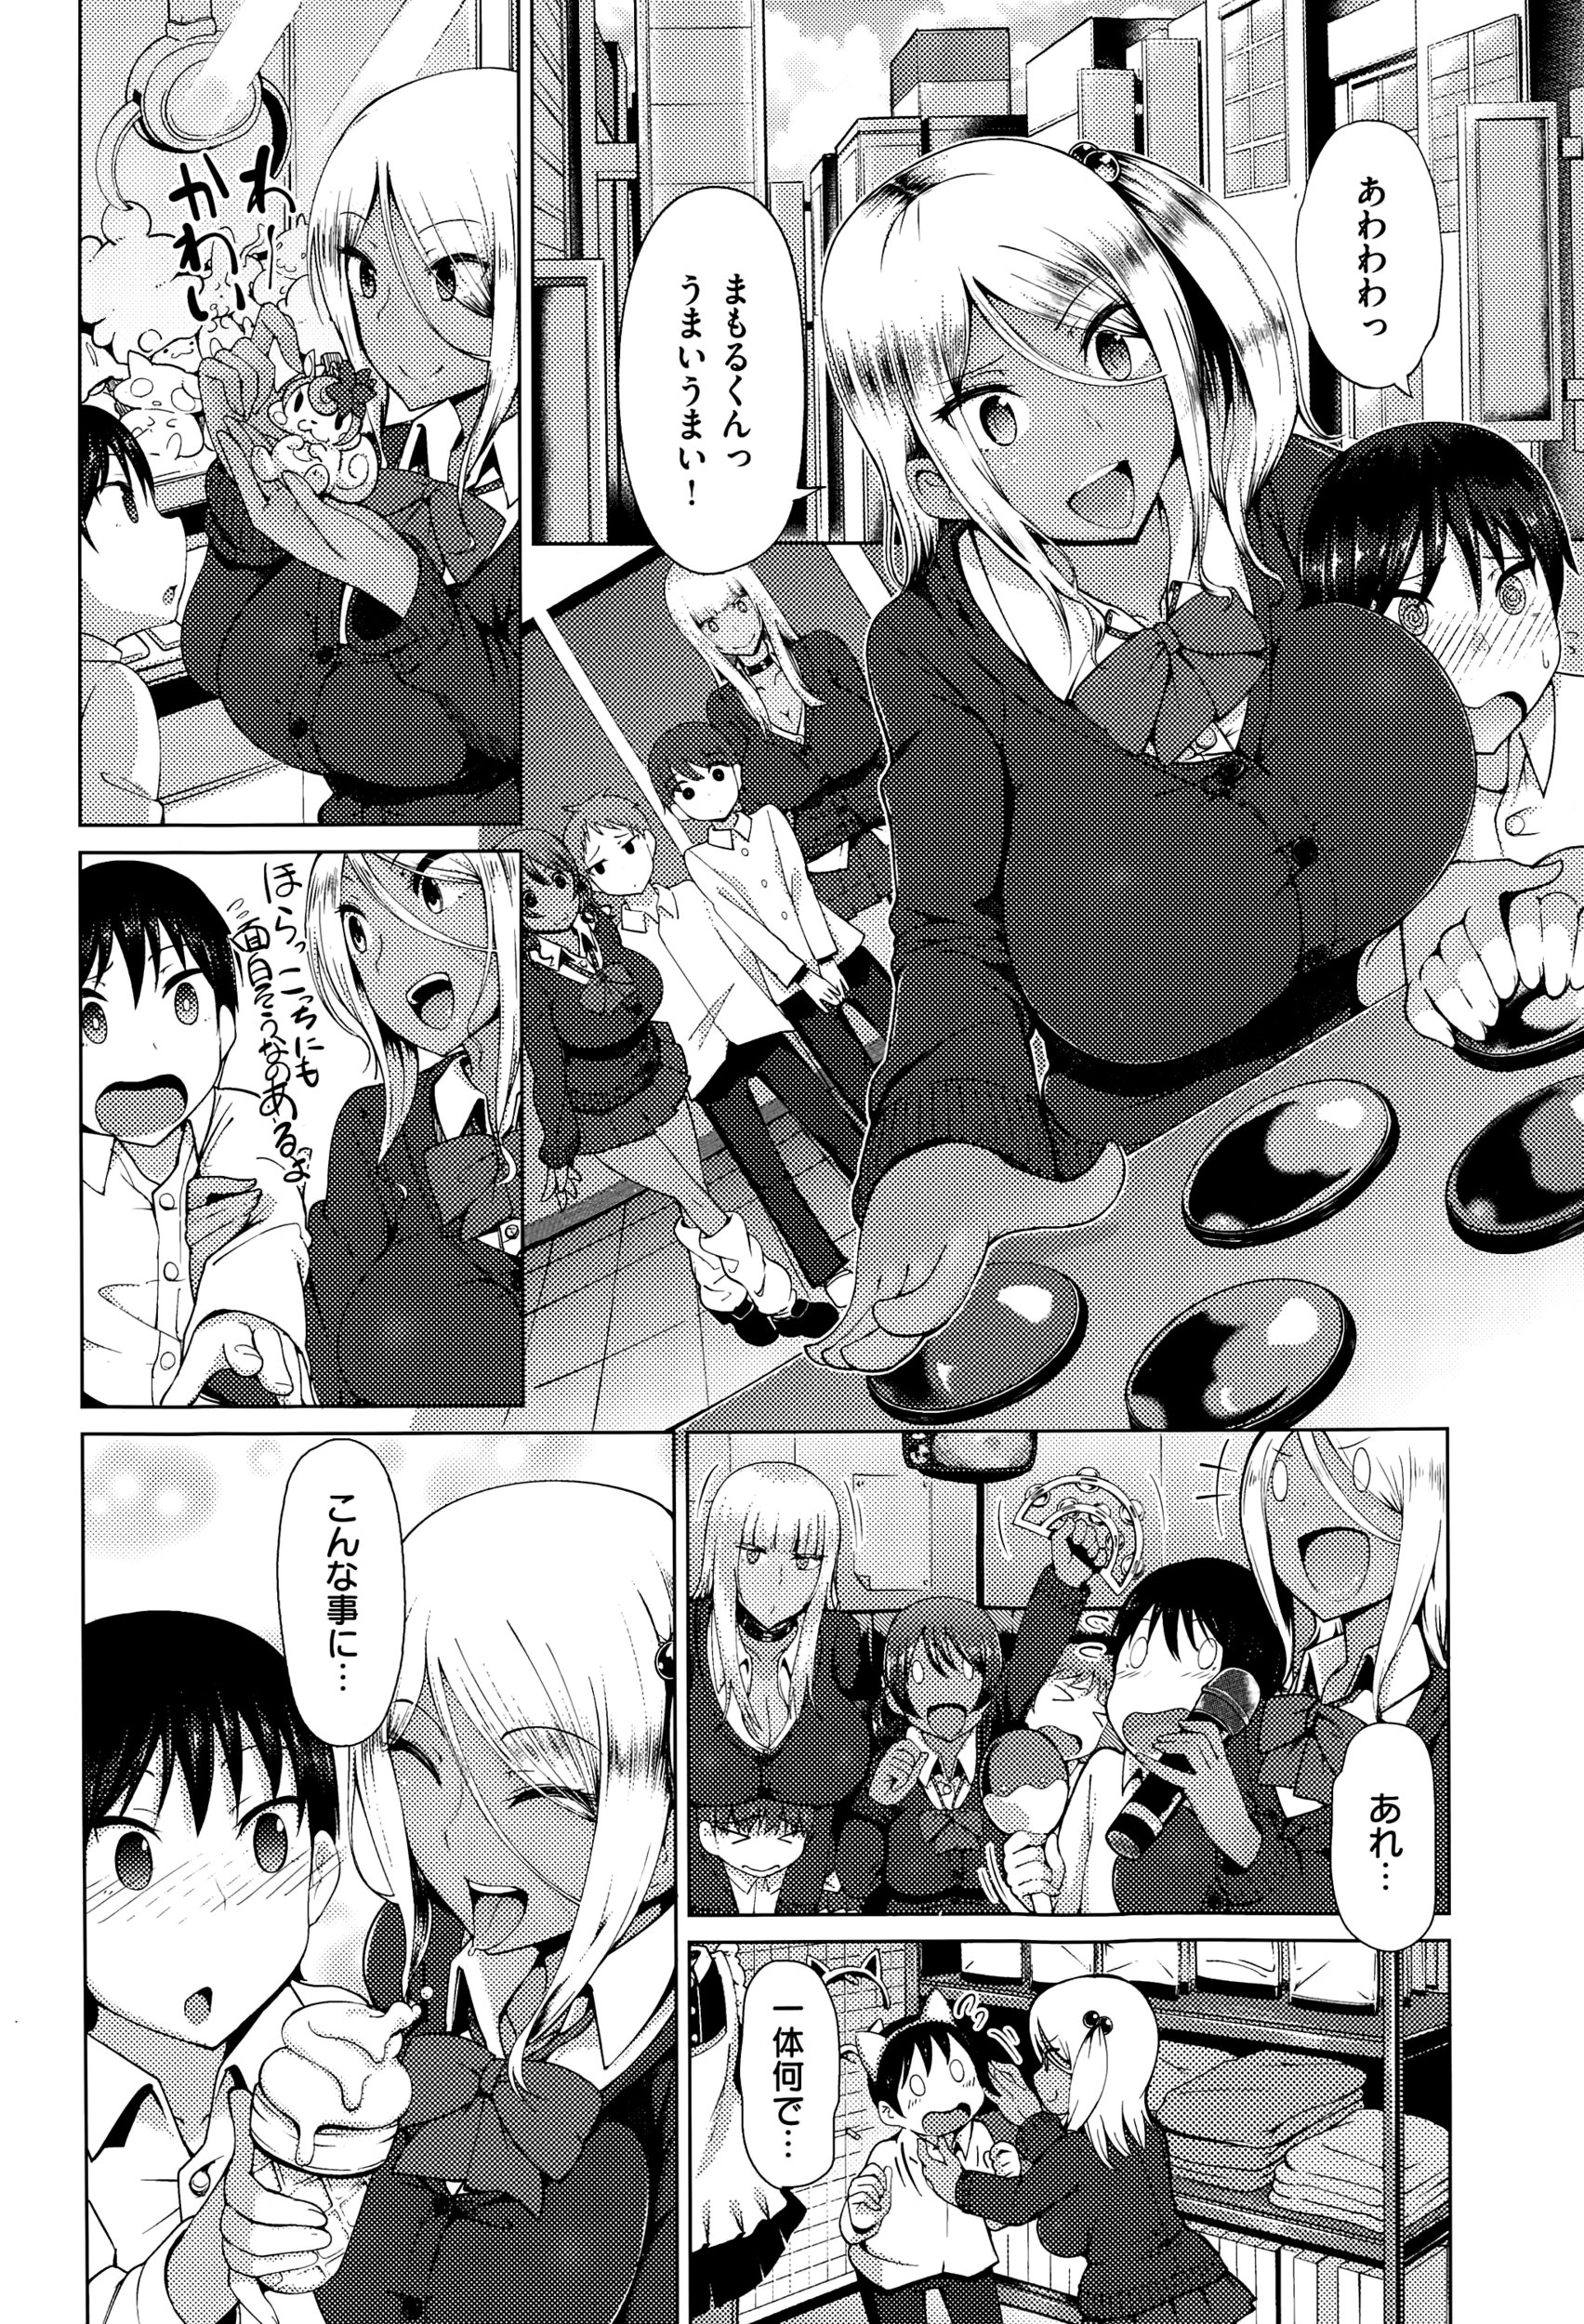 あわわわっ
まもるくんっ
うまいうまい！
わー
かわいい
ほらっこっちにも
面白そうなのあるよ
あれ…
一体何で…
こんな事に…